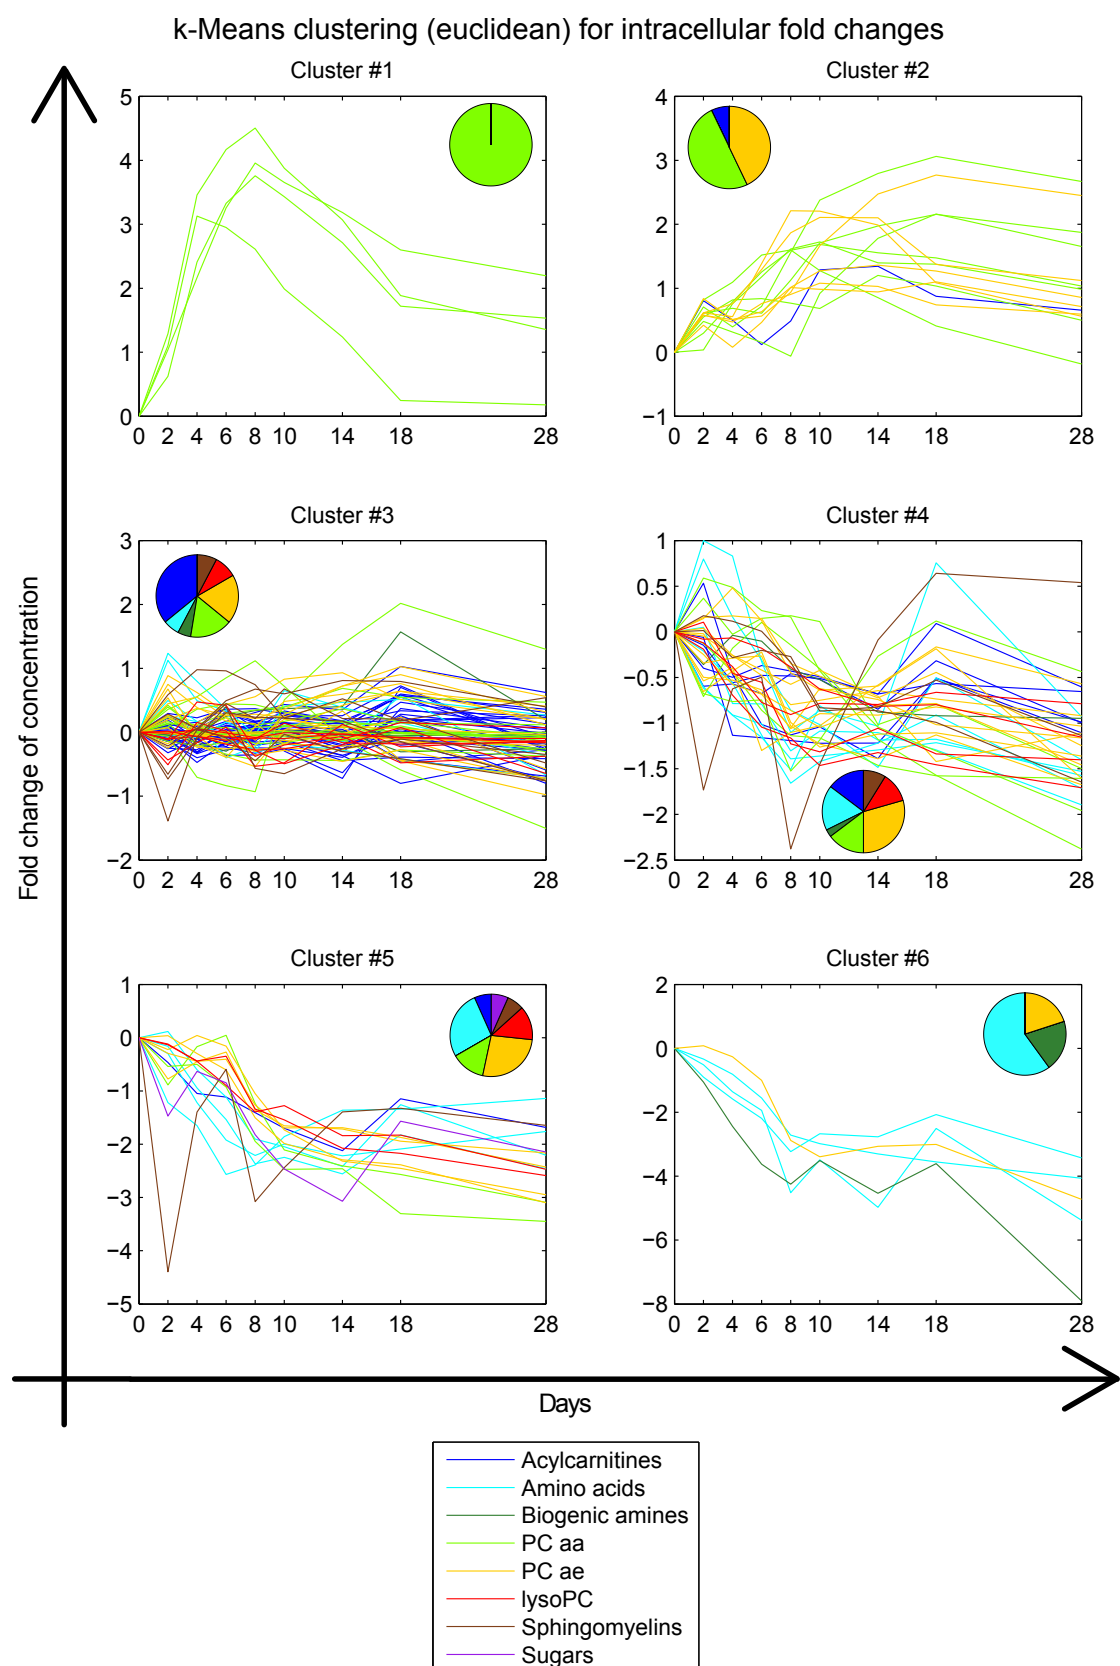 k-Means clustering (euclidean) for intracellular fold changes
Cluster #1
5
4
3
2
1
0
0 2 4 6 8 10 14 18 28
Cluster #2
4
3
2
1
0
−1
0 2 4 6 8 10 14 18 28
Fold change of concentration
Cluster #3
3
2
1
0
−1
−2
0 2 4 6 8 10 14 18 28
Cluster #4
1
0.5
0
−0.5
−1
−1.5
−2
−2.5
0 2 4 6 8 10 14 18 28
Cluster #5
1
0
−1
−2
−3
−4
−5
0 2 4 6 8 10 14 18 28
Cluster #6
2
0
−2
−4
−6
−8
0 2 4 6 8 10 14 18 28
Days
Acylcarnitines
Amino acids
Biogenic amines
PC aa
PC ae
lysoPC
Sphingomyelins
Sugars